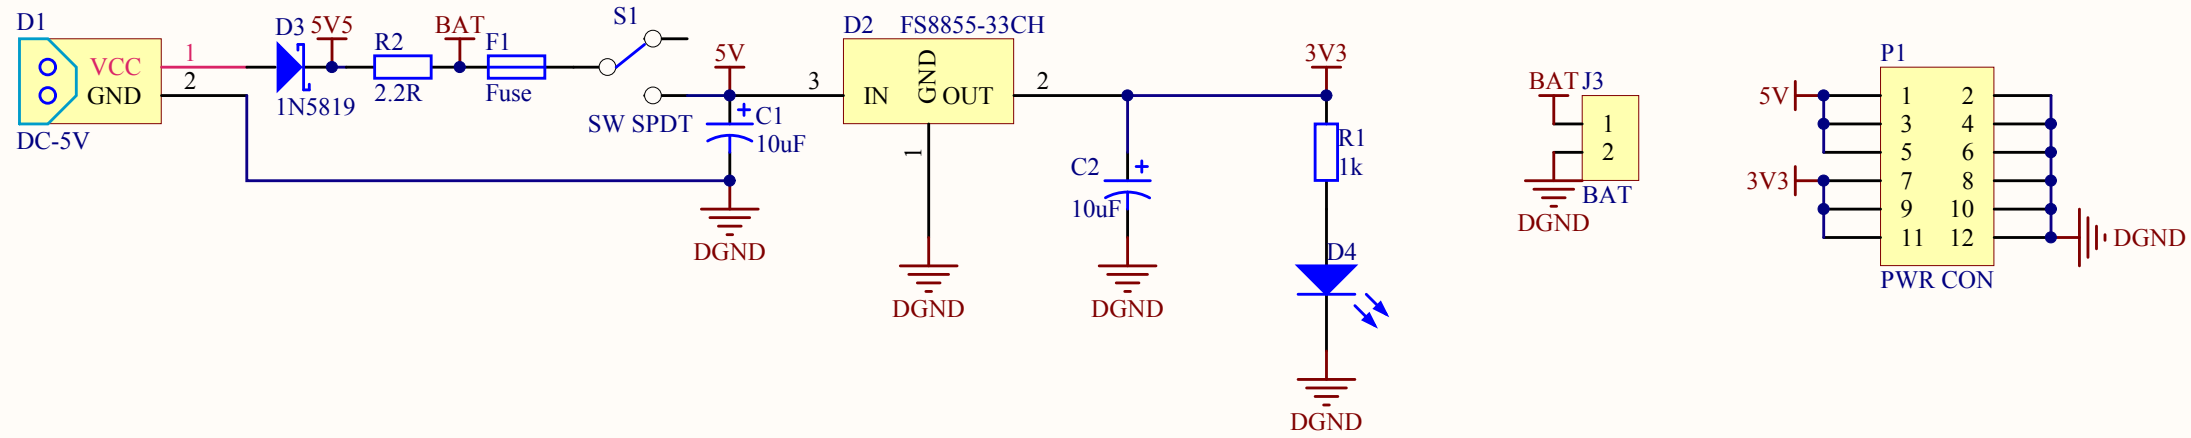 D1
VCC
GND
DC-5V
1
2
D3
1N5819
5V5
R2
2.2R
BAT
F1
Fuse
S1
SW SPDT
5V
C1
10uF
DGND
D2
FS8855-33CH
3
IN
GND
OUT
2
1
DGND
C2
10uF
DGND
3V3
R1
1k
D4
DGND
BAT
J3
1
2
DGND
BAT
P1
5V
3V3
1 2
3 4
5 6
7 8
9 10
11 12
DGND
PWR CON